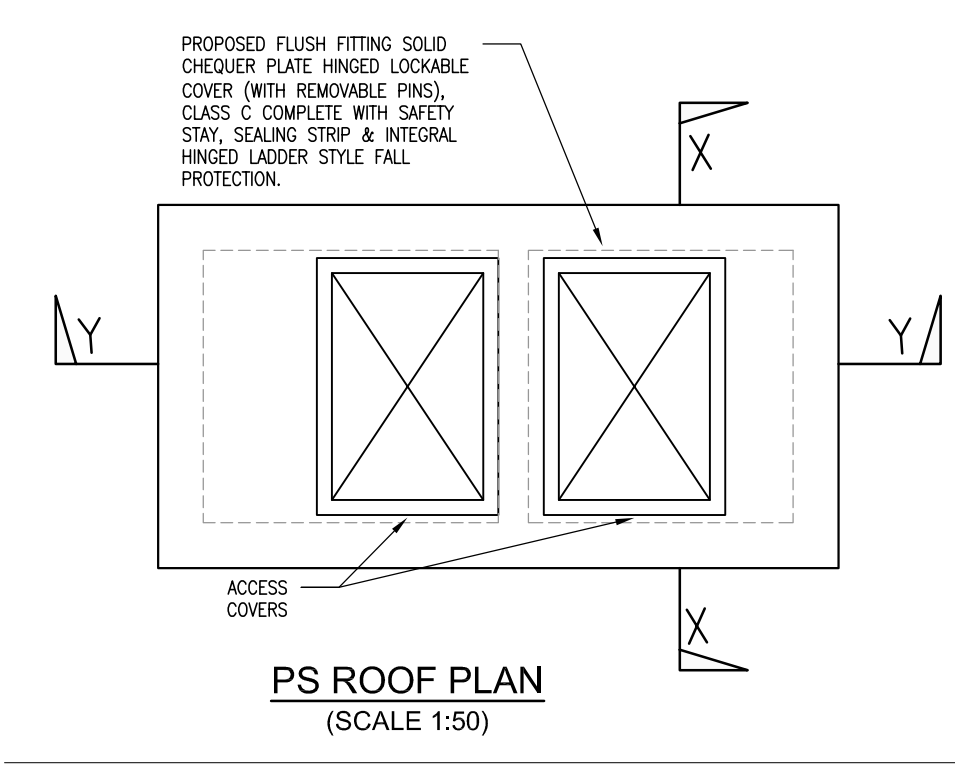 PROPOSED FLUSH FITTING SOLID
CHEQUER PLATE HINGED LOCKABLE
COVER (WITH REMOVABLE PINS),
CLASS C COMPLETE WITH SAFETY
STAY, SEALING STRIP & INTEGRAL
HINGED LADDER STYLE FALL
PROTECTION.
X
Y
Y
ACCESS
COVERS
X
PS ROOF PLAN
(SCALE 1:50)